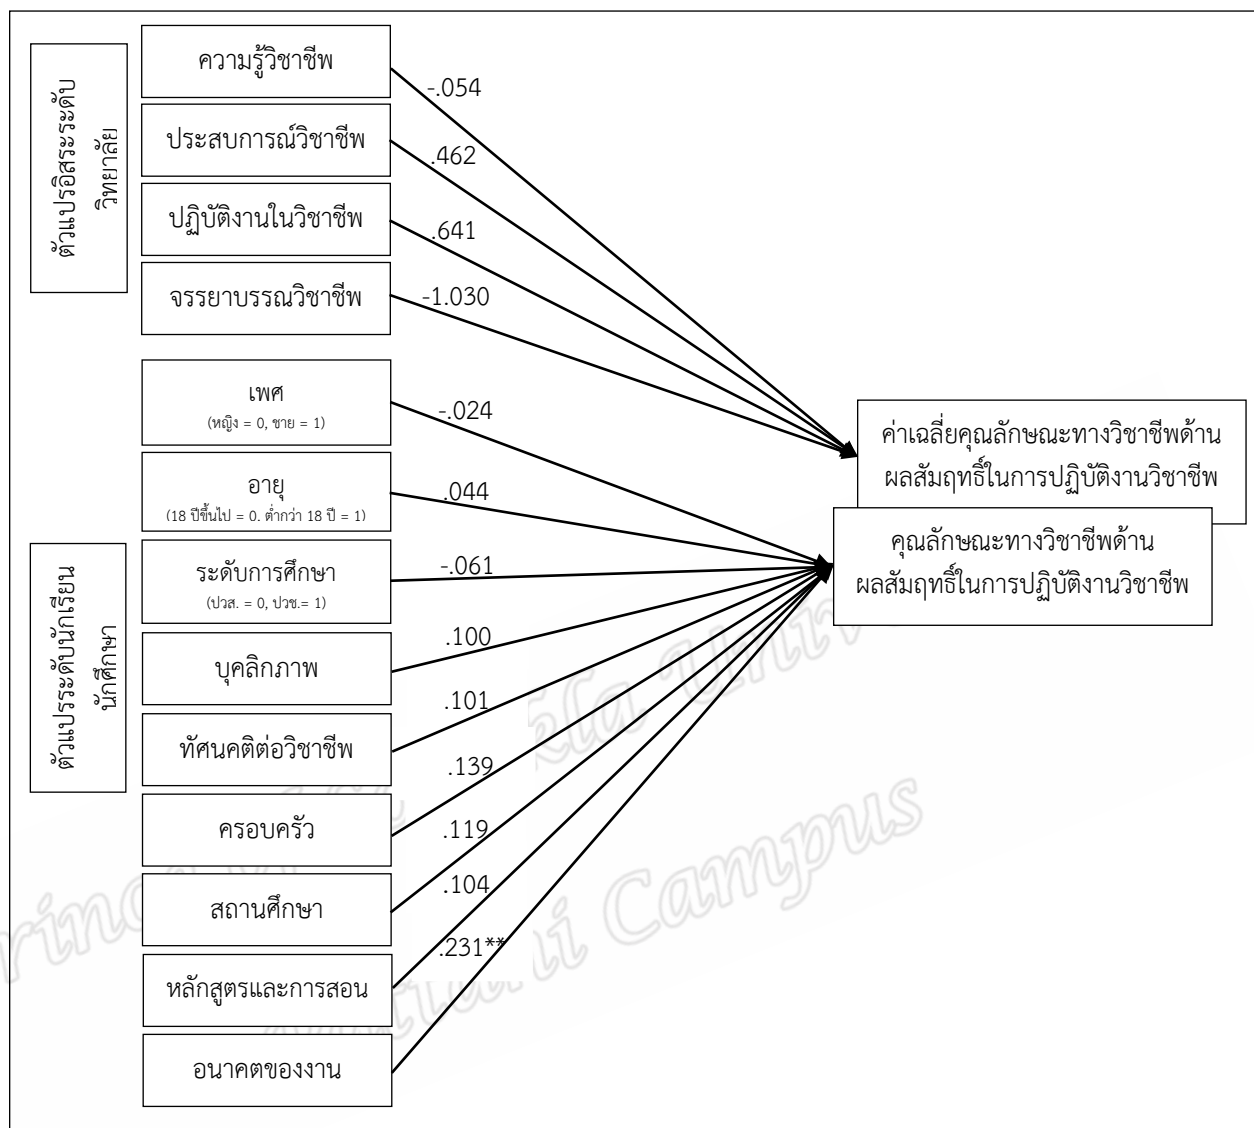 ตัวแปรอิสระระดับ
วิทยาลัย
ความรู้วิชาชีพ
-.054
ประสบการณ์วิชาชีพ
.462
ปฏิบัติงานในวิชาชีพ
.641
จรรยาบรรณวิชาชีพ
-1.030
ค่าเฉลี่ยคุณลักษณะทางวิชาชีพด้าน
ผลสัมฤทธิ์ในการปฏิบัติงานวิชาชีพ
ตัวแปรระดับนักเรียน
นักศึกษา
เพศ
(หญิง = 0, ชาย = 1)
-.024
อายุ
(18 ปีขึ้นไป = 0. ต่ำกว่า 18 ปี = 1)
.044
ระดับการศึกษา
(ปวส. = 0, ปวช.= 1)
-.061
บุคลิกภาพ
.100
ทัศนคติต่อวิชาชีพ
.101
ครอบครัว
.139
สถานศึกษา
.119
หลักสูตรและการสอน
.104
อนาคตของงาน
.231**
คุณลักษณะทางวิชาชีพด้าน
ผลสัมฤทธิ์ในการปฏิบัติงานวิชาชีพ
Campus